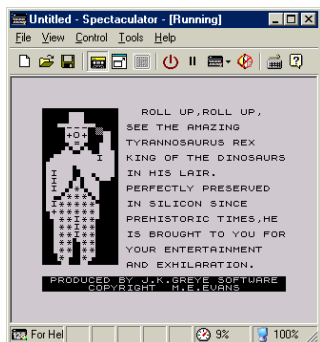 Untitled - Spectaculator - [Running]
File View Control Tools Help
ROLL UP,ROLL UP,
SEE THE AMAZING
TYRANNOSAURUS REX
KING OF THE DINOSAURS
IN HIS LAIR.
PERFECTLY PRESERVED
IN SILICON SINCE
PREHISTORIC TIMES,HE
IS BROUGHT TO YOU FOR
YOUR ENTERTAINMENT
AND EXHILARATION.
PRODUCED BY J.K.GREYE SOFTWARE
COPYRIGHT M.E.EVANS
For Hel 9% 100%